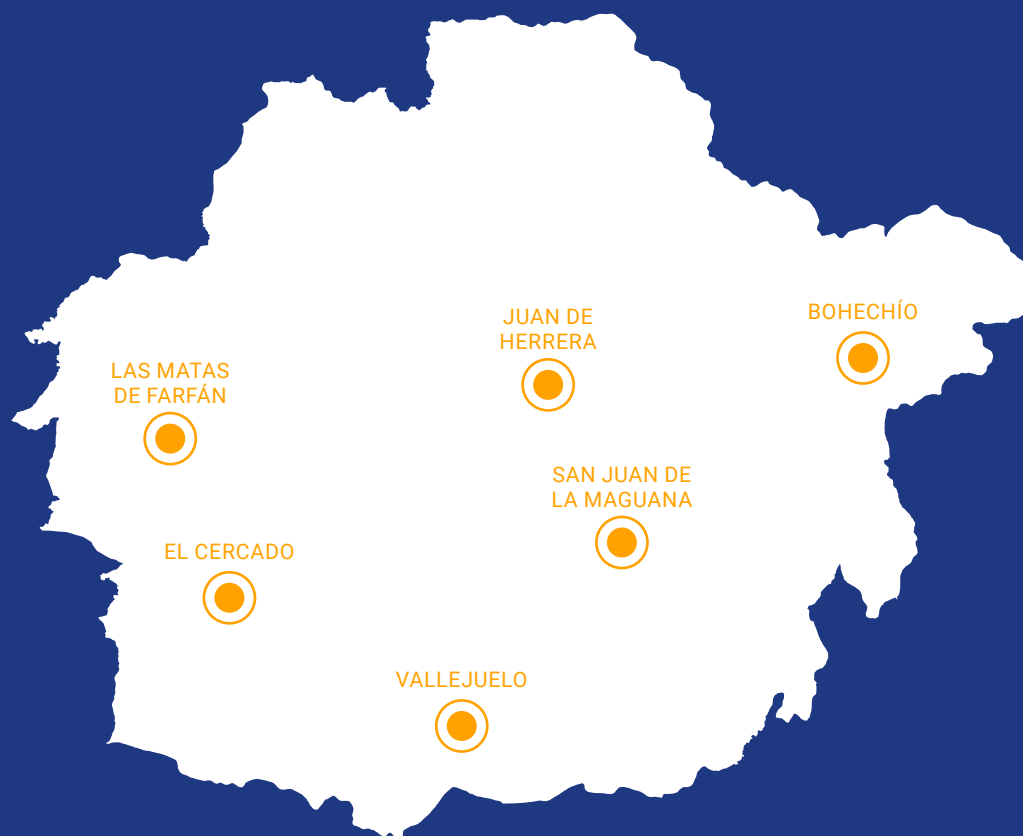 BOHECHÍO
JUAN DE
HERRERA
LAS MATAS
DE FARFÁN
SAN JUAN DE
LA MAGUANA
EL CERCADO
VALLEJUELO